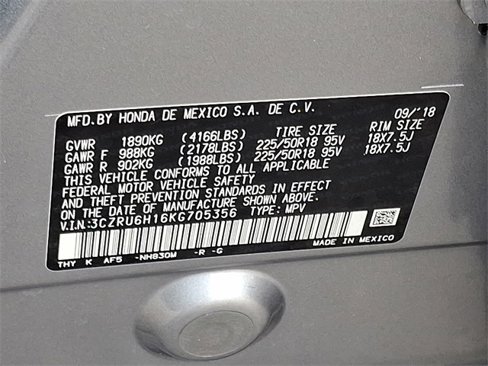 MFD. BY HONDA DE MEXICO S.A. DE C.V. 09/'18
GVWR 1890KG (4166LBS) TIRE SIZE RIM SIZE
GAWR F 988KG (2178LBS) 225/50R18 95V 18X7.5J
GAWR R 902KG (1988LBS) 225/50R18 95V 18X7.5J
THIS VEHICLE CONFORMS TO ALL APPLICABLE
FEDERAL MOTOR VEHICLE SAFETY
AND THEFT PREVENTION STANDARDS IN EFFECT
ON THE DATE OF MANUFACTURE SHOWN ABOVE.
V.I.N.:3CZRU6H16KG705356 TYPE: MPV
MADE IN MEXICO
THY K AF5 -NH830M -R -G